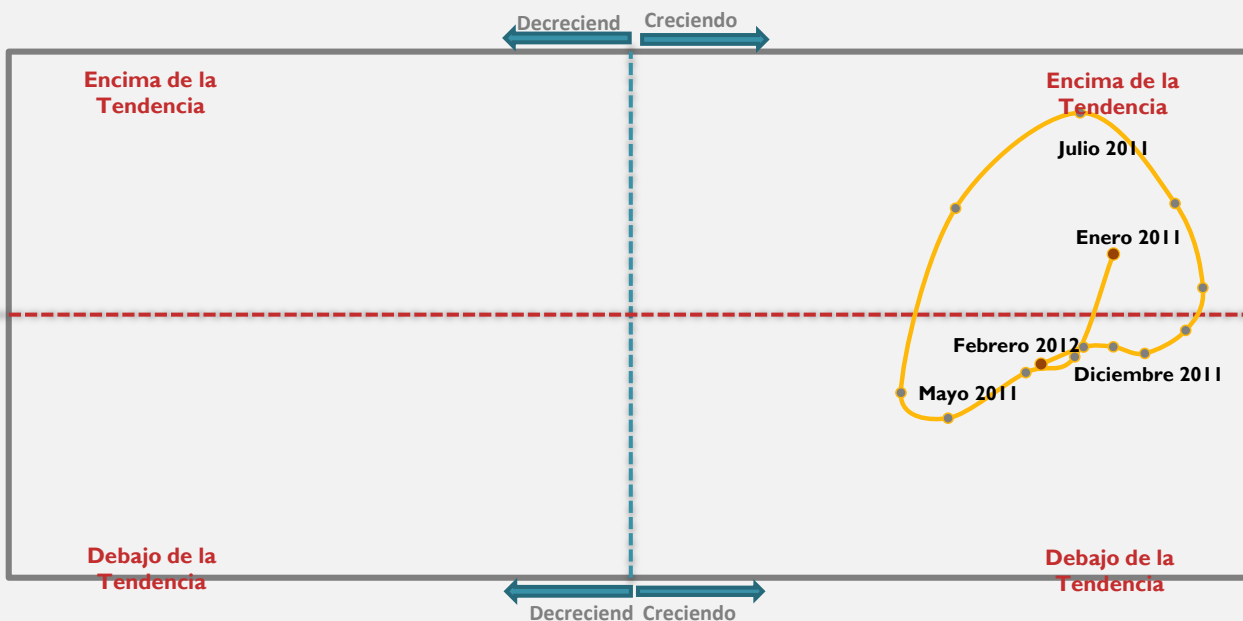 Decreciend
Creciendo
Encima de la
Tendencia
Encima de la
Tendencia
Julio 2011
Enero 2011
Febrero 2012
Diciembre 2011
Mayo 2011
Debajo de la
Tendencia
Debajo de la
Tendencia
Decreciend
Creciendo